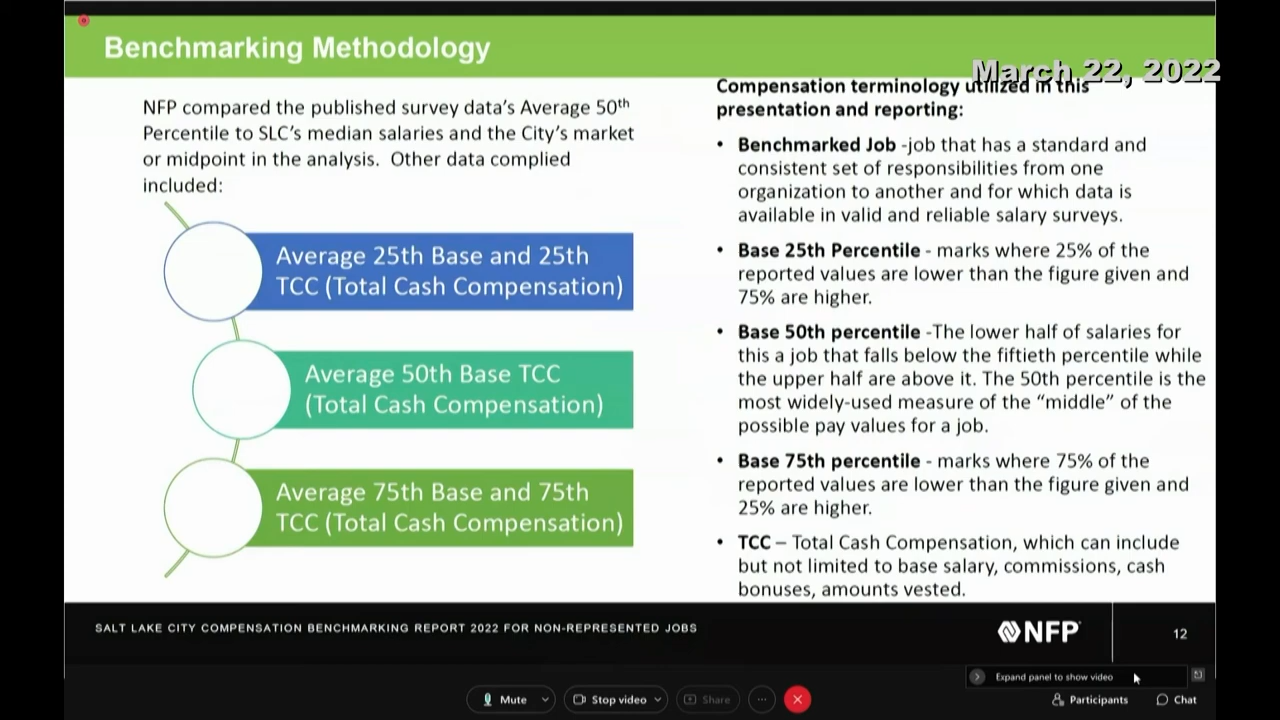 Benchmarking Methodology
March 22, 2022
NFP compared the published survey data's Average 50th
Percentile to SLC's median salaries and the City's market
or midpoint in the analysis. Other data complied
included:
Average 25th Base and 25th
TCC (Total Cash Compensation)
Average 50th Base TCC
(Total Cash Compensation)
Average 75th Base and 75th
TCC (Total Cash Compensation)
Compensation terminology utilized in this
presentation and reporting:
• Benchmarked Job -job that has a standard and
consistent set of responsibilities from one
organization to another and for which data is
available in valid and reliable salary surveys.
• Base 25th Percentile - marks where 25% of the
reported values are lower than the figure given and
75% are higher.
• Base 50th percentile -The lower half of salaries for
this a job that falls below the fiftieth percentile while
the upper half are above it. The 50th percentile is the
most widely-used measure of the “middle” of the
possible pay values for a job.
• Base 75th percentile - marks where 75% of the
reported values are lower than the figure given and
25% are higher.
• TCC – Total Cash Compensation, which can include
but not limited to base salary, commissions, cash
bonuses, amounts vested.
SALT LAKE CITY COMPENSATION BENCHMARKING REPORT 2022 FOR NON-REPRESENTED JOBS
NFP
12
Expand panel to show video
Mute
Stop video
Share
Participants
Chat